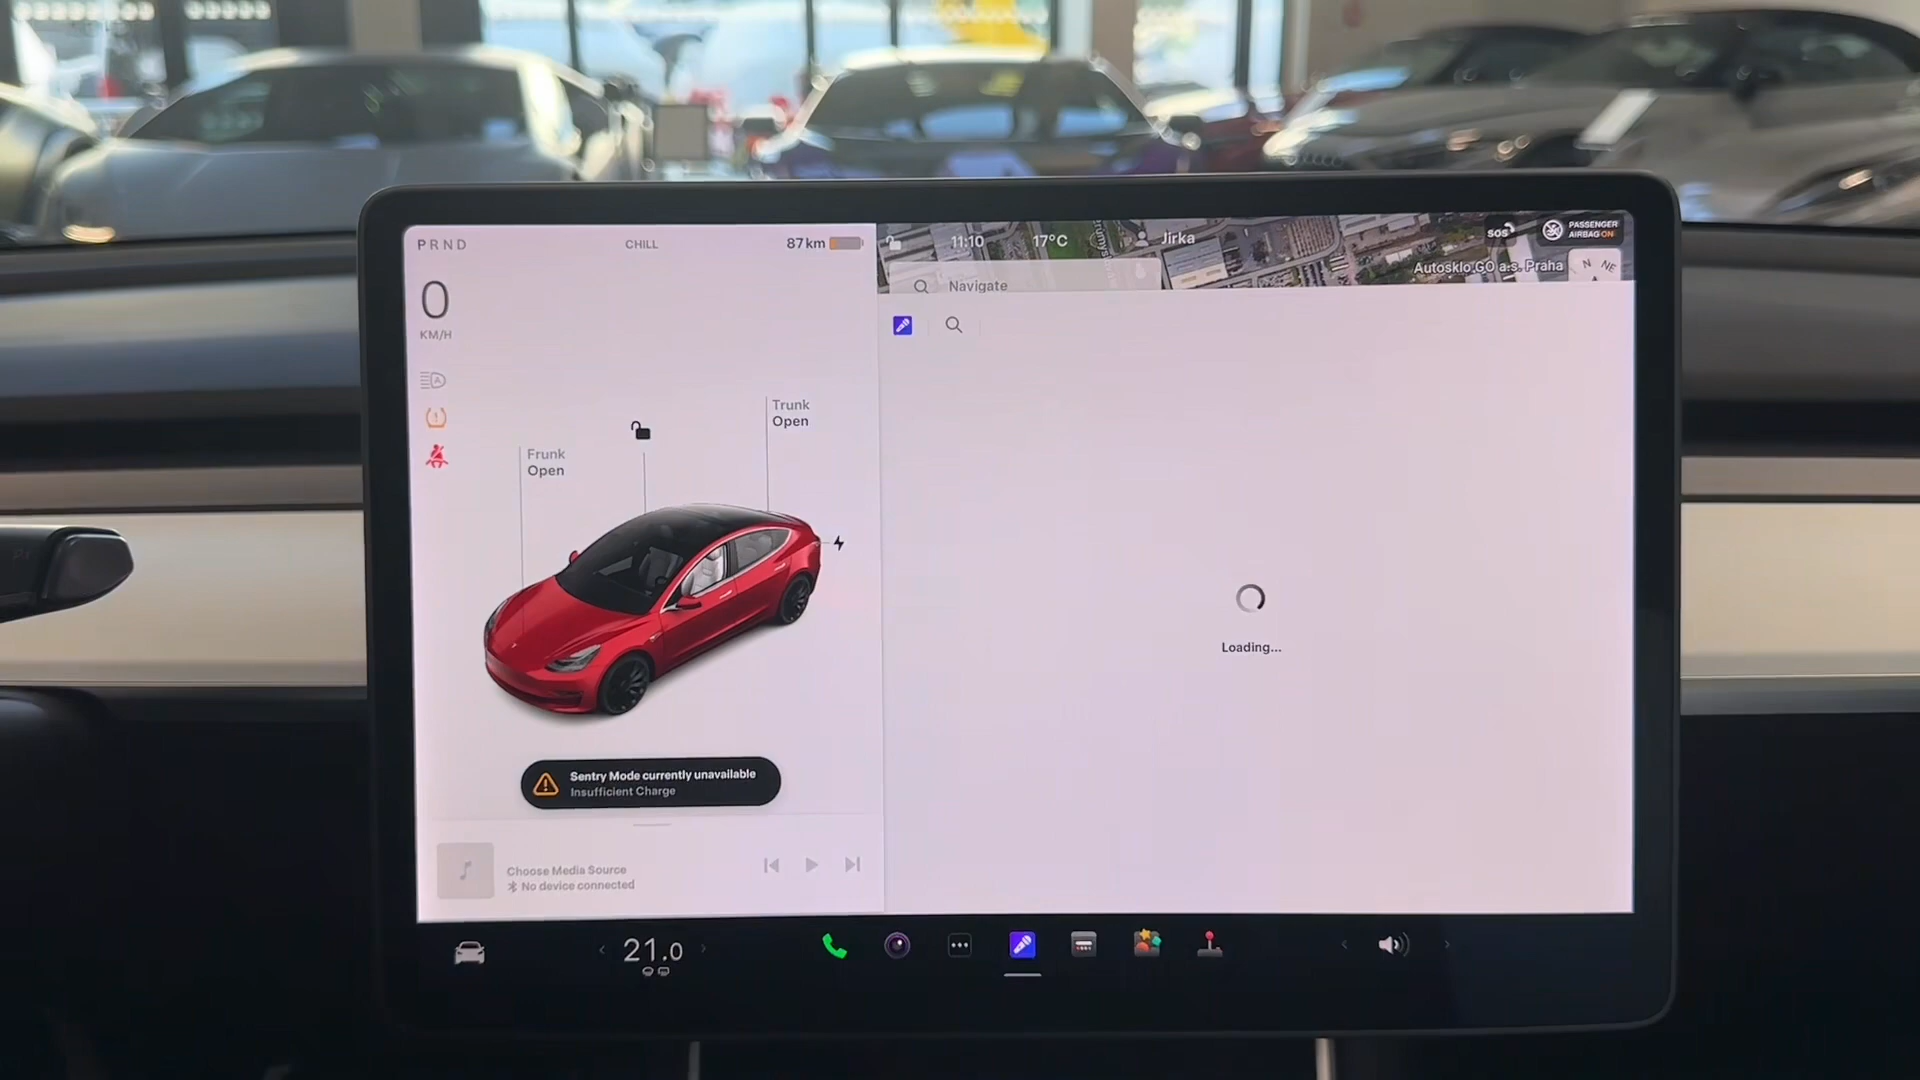 PRND
CHILL
87 km
11:10
17°C
Jirka
SOS
PASSENGER
AIRBAG ON
Autosklo GO a.s. Praha
N
NE
Navigate
0
KM/H
Trunk
Open
Frunk
Open
Loading...
Sentry Mode currently unavailable
Insufficient Charge
Choose Media Source
No device connected
21.0